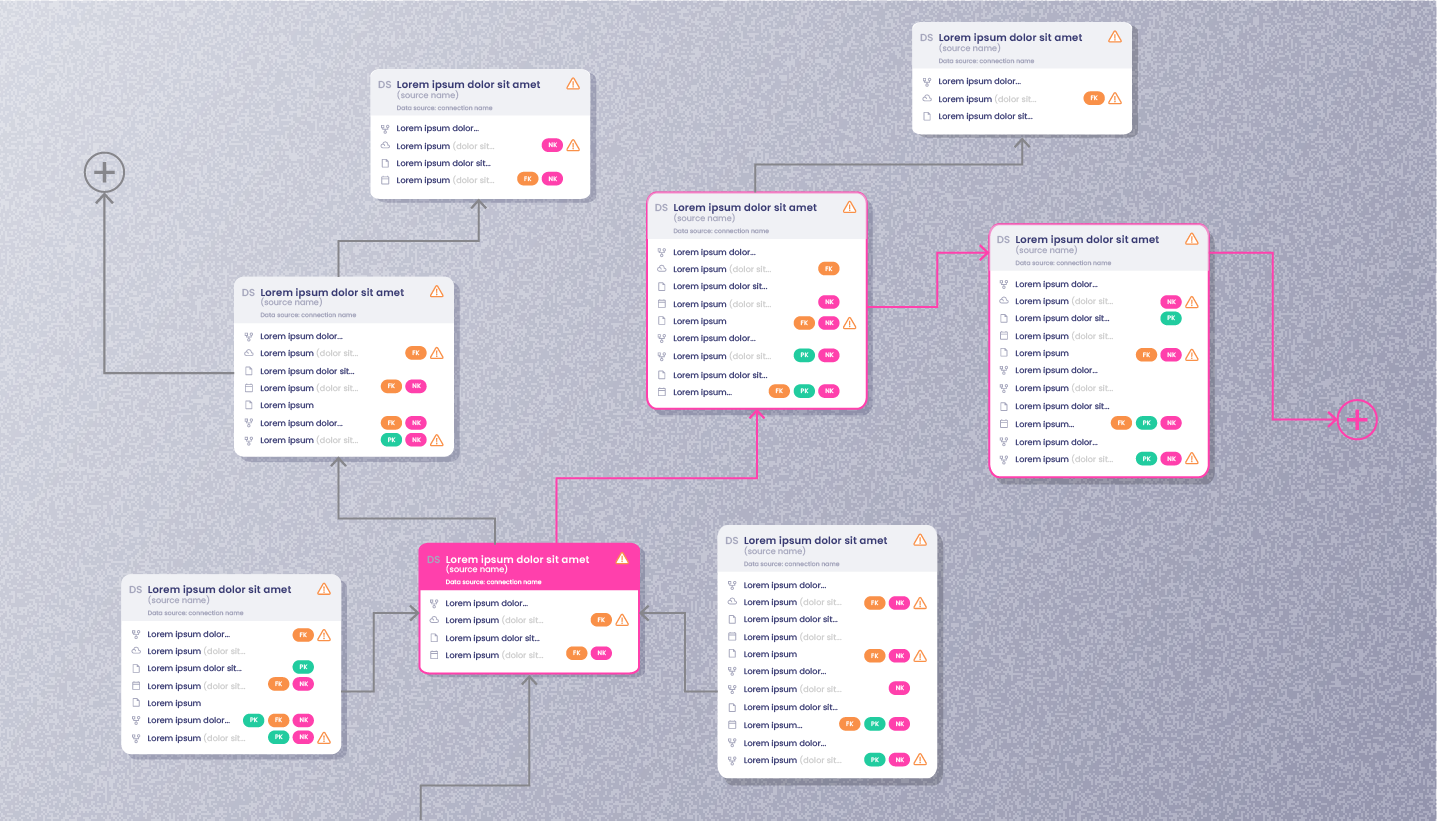 DS Lorem ipsum dolor sit amet
(source name)
Data source: connection name
Lorem ipsum dolor...
Lorem ipsum (dolor sit... FK
Lorem ipsum dolor sit...
DS Lorem ipsum dolor sit amet
(source name)
Data source: connection name
Lorem ipsum dolor...
Lorem ipsum (dolor sit... NK
Lorem ipsum dolor sit...
Lorem ipsum (dolor sit... FK NK
DS Lorem ipsum dolor sit amet
(source name)
Data source: connection name
Lorem ipsum dolor...
Lorem ipsum (dolor sit... FK
Lorem ipsum dolor sit...
Lorem ipsum (dolor sit... NK
Lorem ipsum FK NK
Lorem ipsum dolor...
Lorem ipsum (dolor sit... PK NK
Lorem ipsum dolor sit...
Lorem ipsum... FK PK NK
DS Lorem ipsum dolor sit amet
(source name)
Data source: connection name
Lorem ipsum dolor...
Lorem ipsum (dolor sit... NK
Lorem ipsum dolor sit... PK
Lorem ipsum (dolor sit...
Lorem ipsum FK NK
Lorem ipsum dolor...
Lorem ipsum (dolor sit...
Lorem ipsum dolor sit...
Lorem ipsum... FK PK NK
Lorem ipsum dolor...
Lorem ipsum (dolor sit... PK NK
DS Lorem ipsum dolor sit amet
(source name)
Data source: connection name
Lorem ipsum dolor...
Lorem ipsum (dolor sit... FK
Lorem ipsum dolor sit...
Lorem ipsum (dolor sit... FK NK
Lorem ipsum
Lorem ipsum dolor... FK NK
Lorem ipsum (dolor sit... PK NK
DS Lorem ipsum dolor sit amet
(source name)
Data source: connection name
Lorem ipsum dolor... FK
Lorem ipsum (dolor sit...
Lorem ipsum dolor sit... PK
Lorem ipsum (dolor sit... FK NK
Lorem ipsum
Lorem ipsum dolor... PK FK NK
Lorem ipsum (dolor sit... PK NK
DS Lorem ipsum dolor sit amet
(source name)
Data source: connection name
Lorem ipsum dolor...
Lorem ipsum (dolor sit... FK
Lorem ipsum dolor sit...
Lorem ipsum (dolor sit... FK NK
DS Lorem ipsum dolor sit amet
(source name)
Data source: connection name
Lorem ipsum dolor...
Lorem ipsum (dolor sit... FK NK
Lorem ipsum dolor sit...
Lorem ipsum (dolor sit...
Lorem ipsum FK NK
Lorem ipsum dolor...
Lorem ipsum (dolor sit... NK
Lorem ipsum dolor sit...
Lorem ipsum... FK PK NK
Lorem ipsum dolor...
Lorem ipsum (dolor sit... PK NK